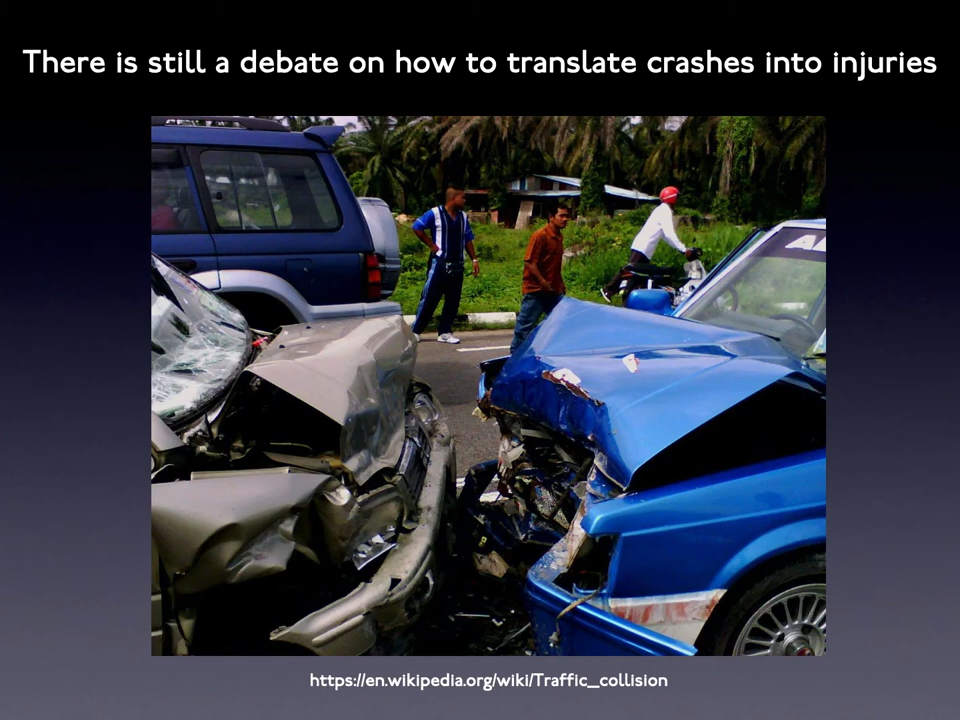 There is still a debate on how to translate crashes into injuries
https://en.wikipedia.org/wiki/Traffic_collision